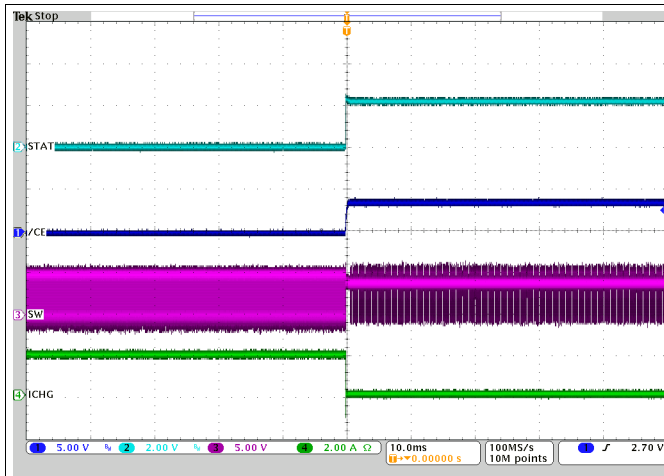 Tek Stop
T
T
2 STAT
1 /CE
3 SW
4 ICHG
1 5.00 V 2 2.00 V 3 5.00 V 4 2.00 A Ω
10.0ms
T→▼0.00000 s
100MS/s
10M points
1 2.70 V